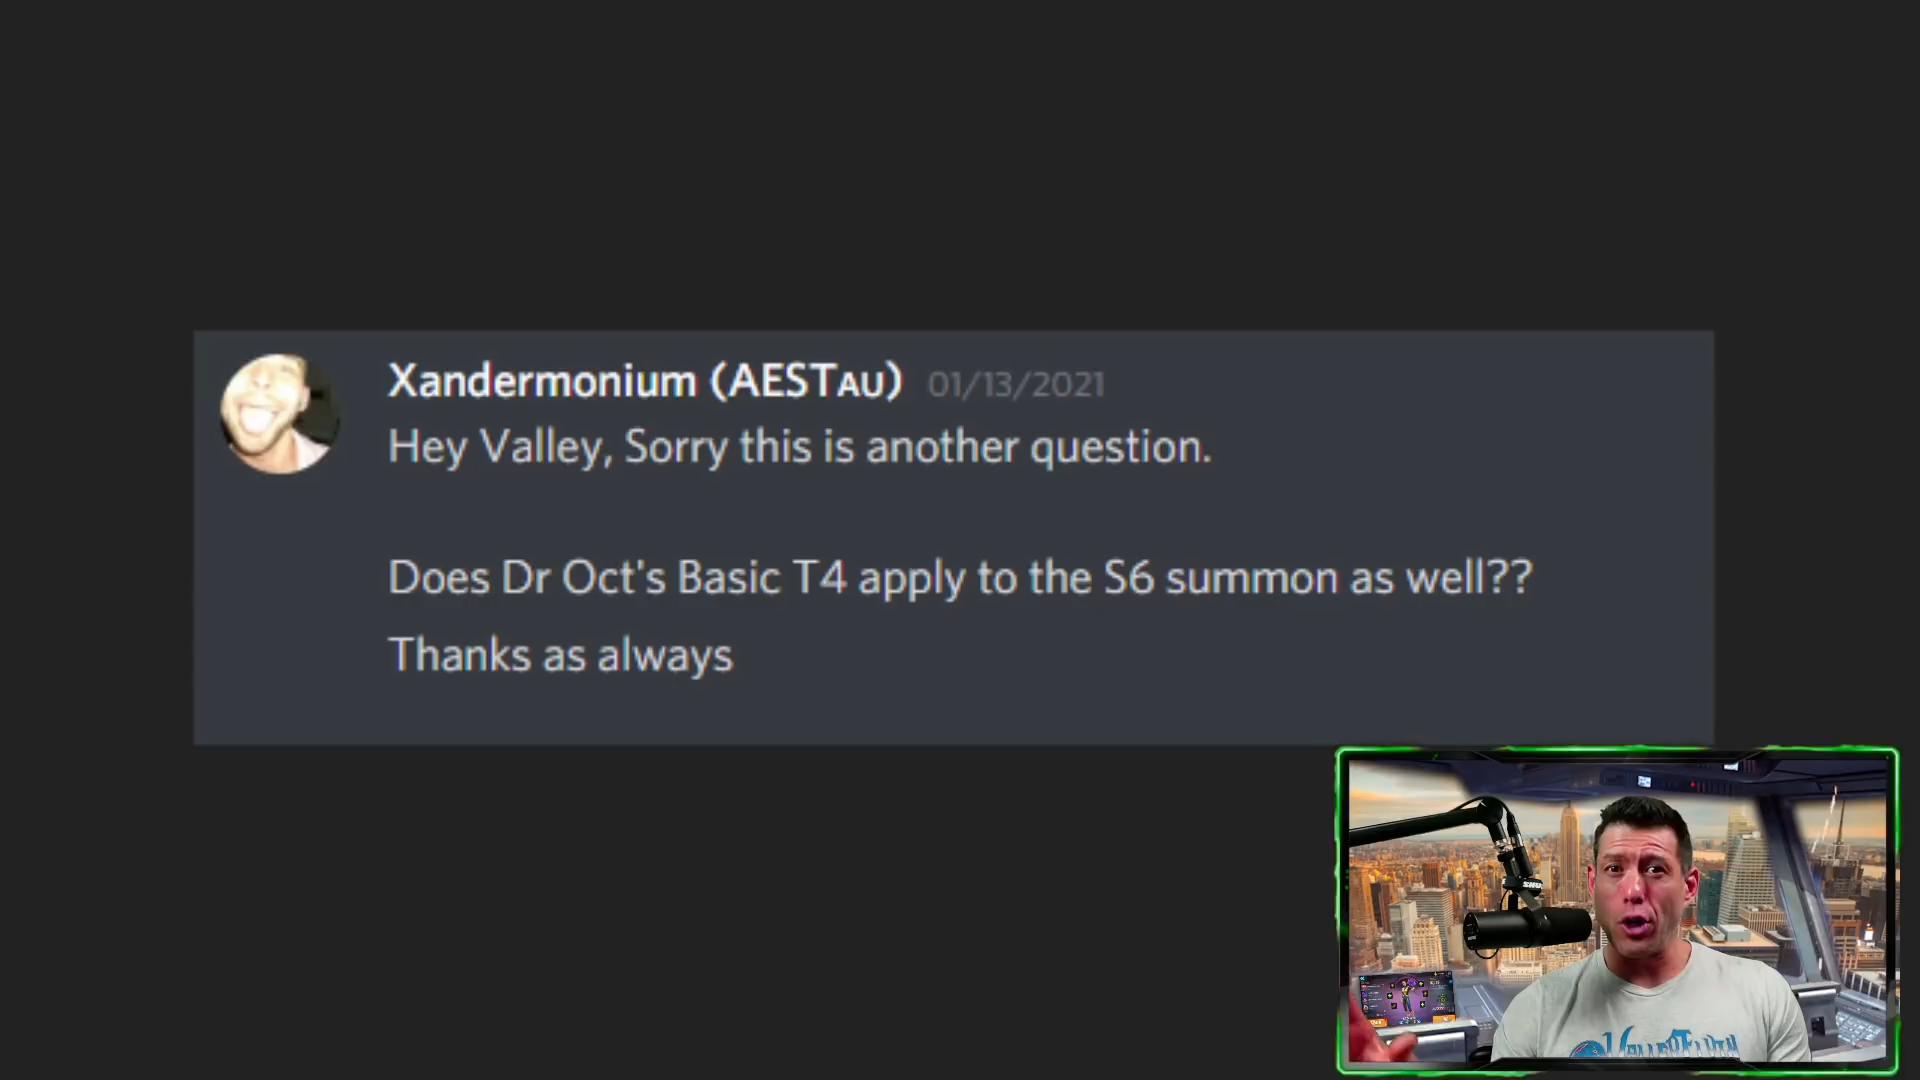 Xandermonium (AESTAU) 01/13/2021
Hey Valley, Sorry this is another question.
Does Dr Oct's Basic T4 apply to the S6 summon as well??
Thanks as always